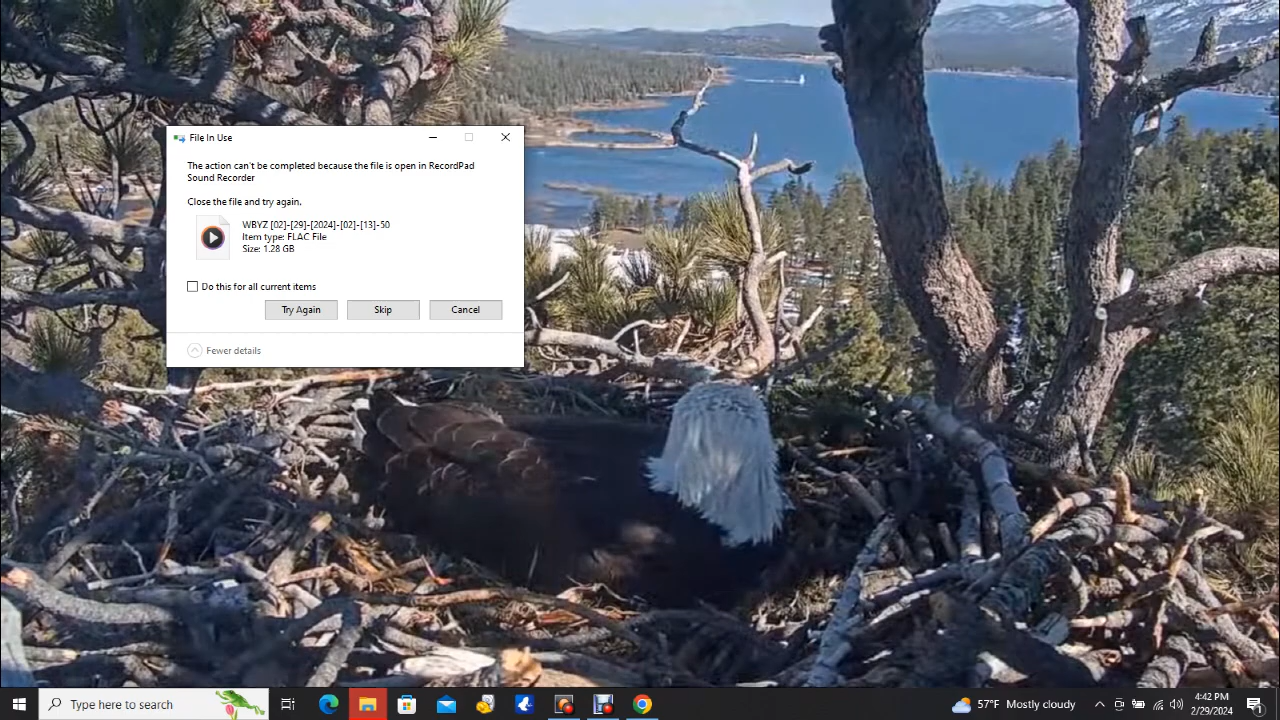 File In Use
The action can't be completed because the file is open in RecordPad
Sound Recorder
Close the file and try again.
WBYZ [02]-[29]-[2024]-[02]-[13]-50
Item type: FLAC File
Size: 1.28 GB
Do this for all current items
Try Again
Skip
Cancel
Fewer details
Type here to search
57°F Mostly cloudy
4:42 PM
2/29/2024
1